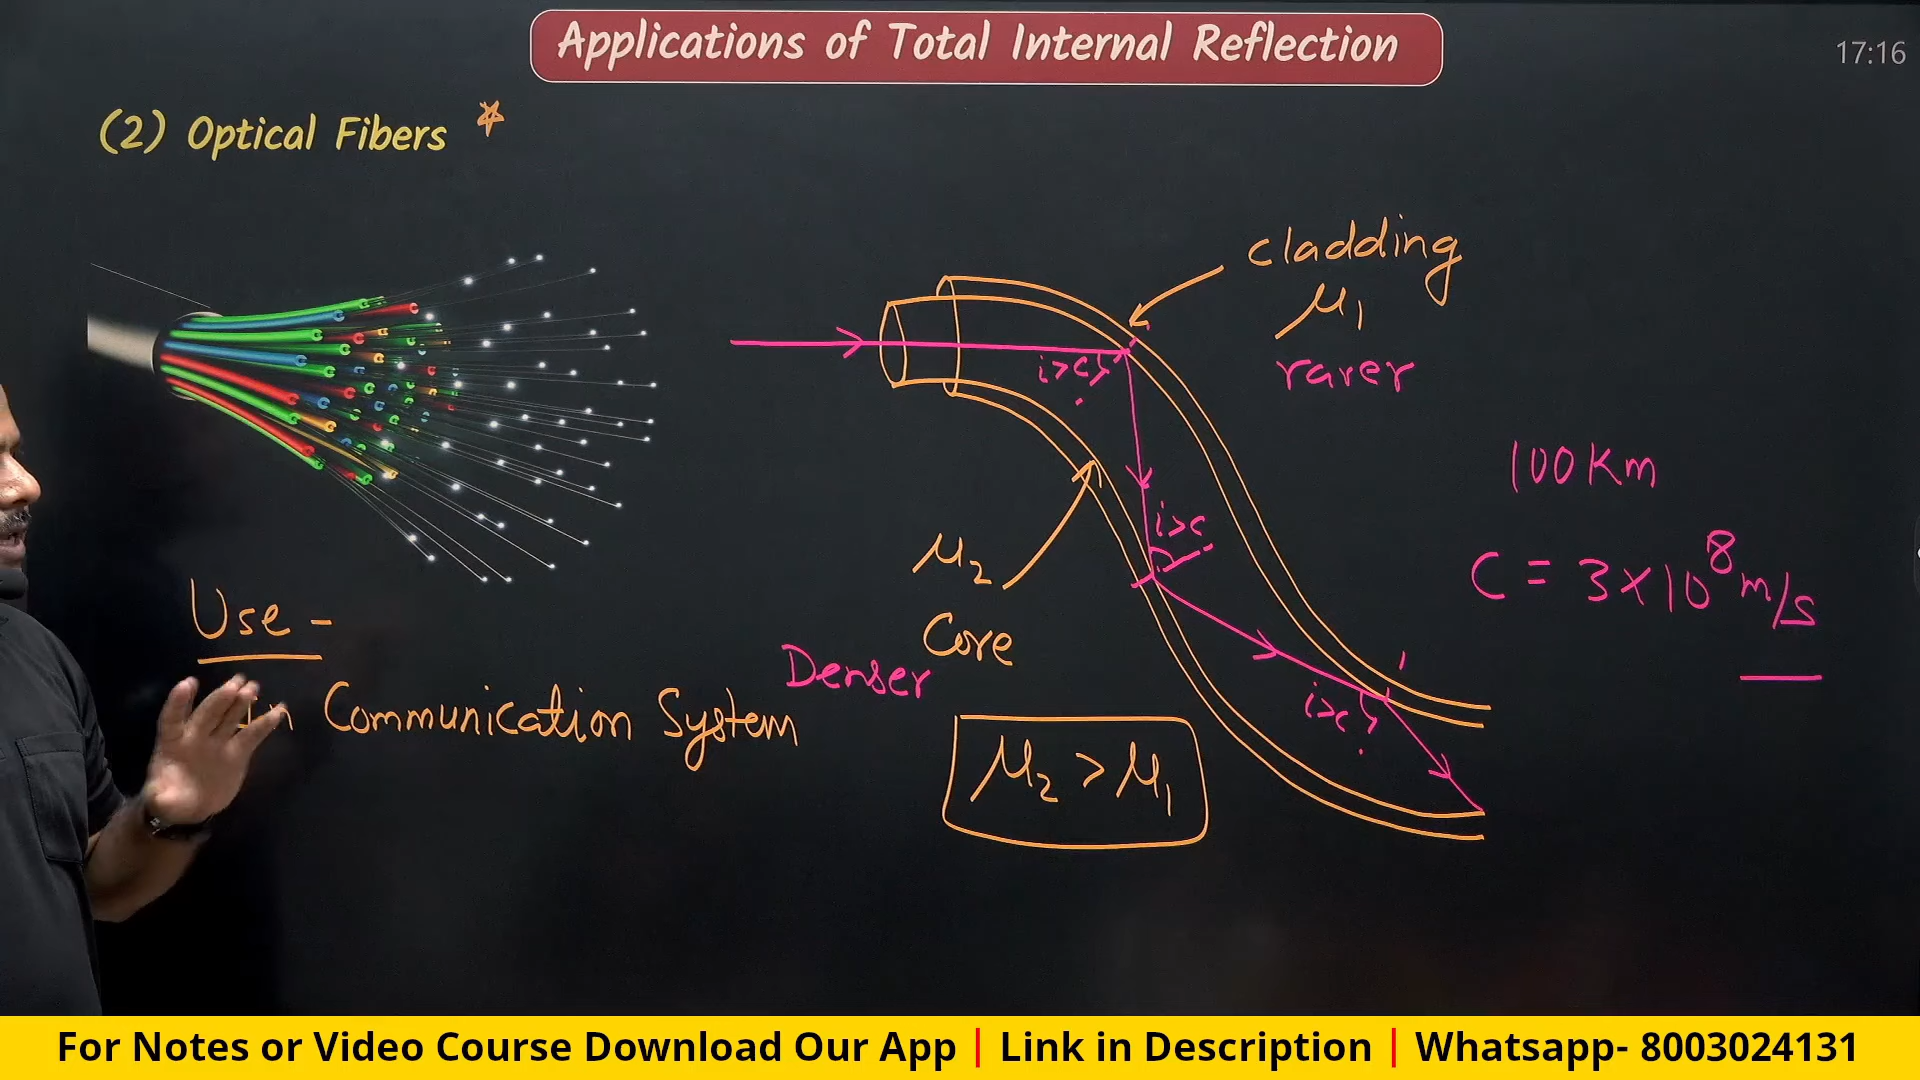 Applications of Total Internal Reflection
17:16
(2) Optical Fibers
cladding
μ1
rarer
i>c
100 Km
i>c
μ2
C = 3×10^8 m/s
Core
Use -
Denser
In Communication System
i>c
μ2 > μ1
For Notes or Video Course Download Our App | Link in Description | Whatsapp- 8003024131